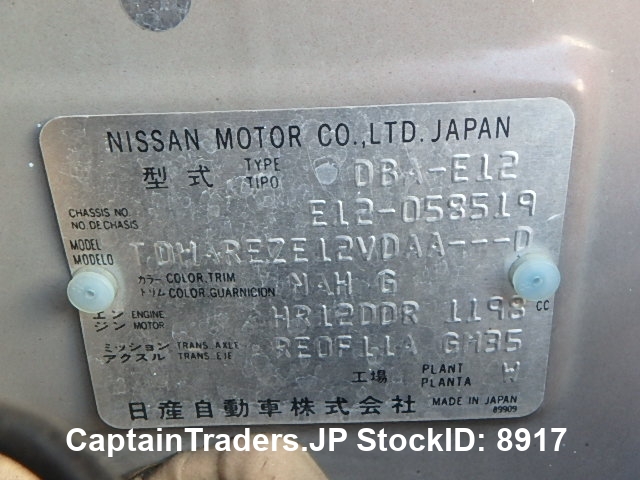 NISSAN MOTOR CO.,LTD. JAPAN
型式 TYPE TIPO DBA-E12
CHASSIS NO. NO. DE CHASIS E12-058519
MODEL MODELO TDHAREZE12VDAA---D
カラー COLOR,TRIM
トリム COLOR,GUARNICION NAH G
エンジン ENGINE MOTOR HR12DDR 1198 CC
ミッション TRANS. AXLE
アクスル TRANS. EJE RE0F11A GM35
工場 PLANT PLANTA W
日産自動車株式会社 MADE IN JAPAN
89909
CaptainTraders.JP StockID: 8917